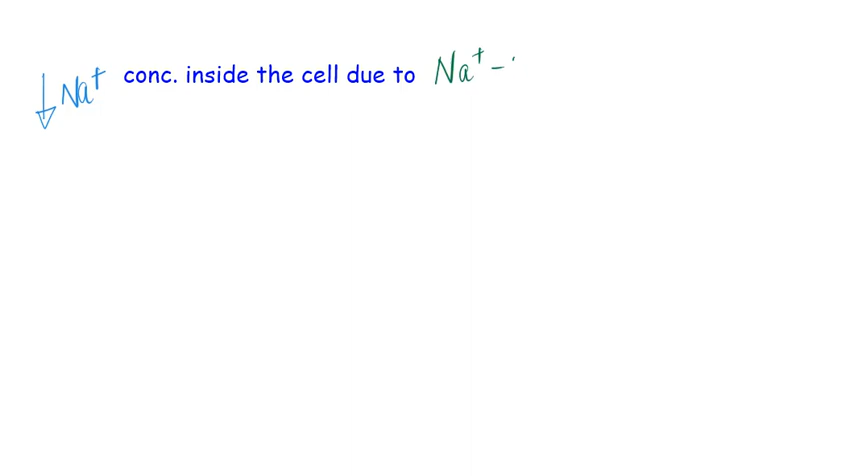 ↓ Na⁺ conc. inside the cell due to Na⁺ -